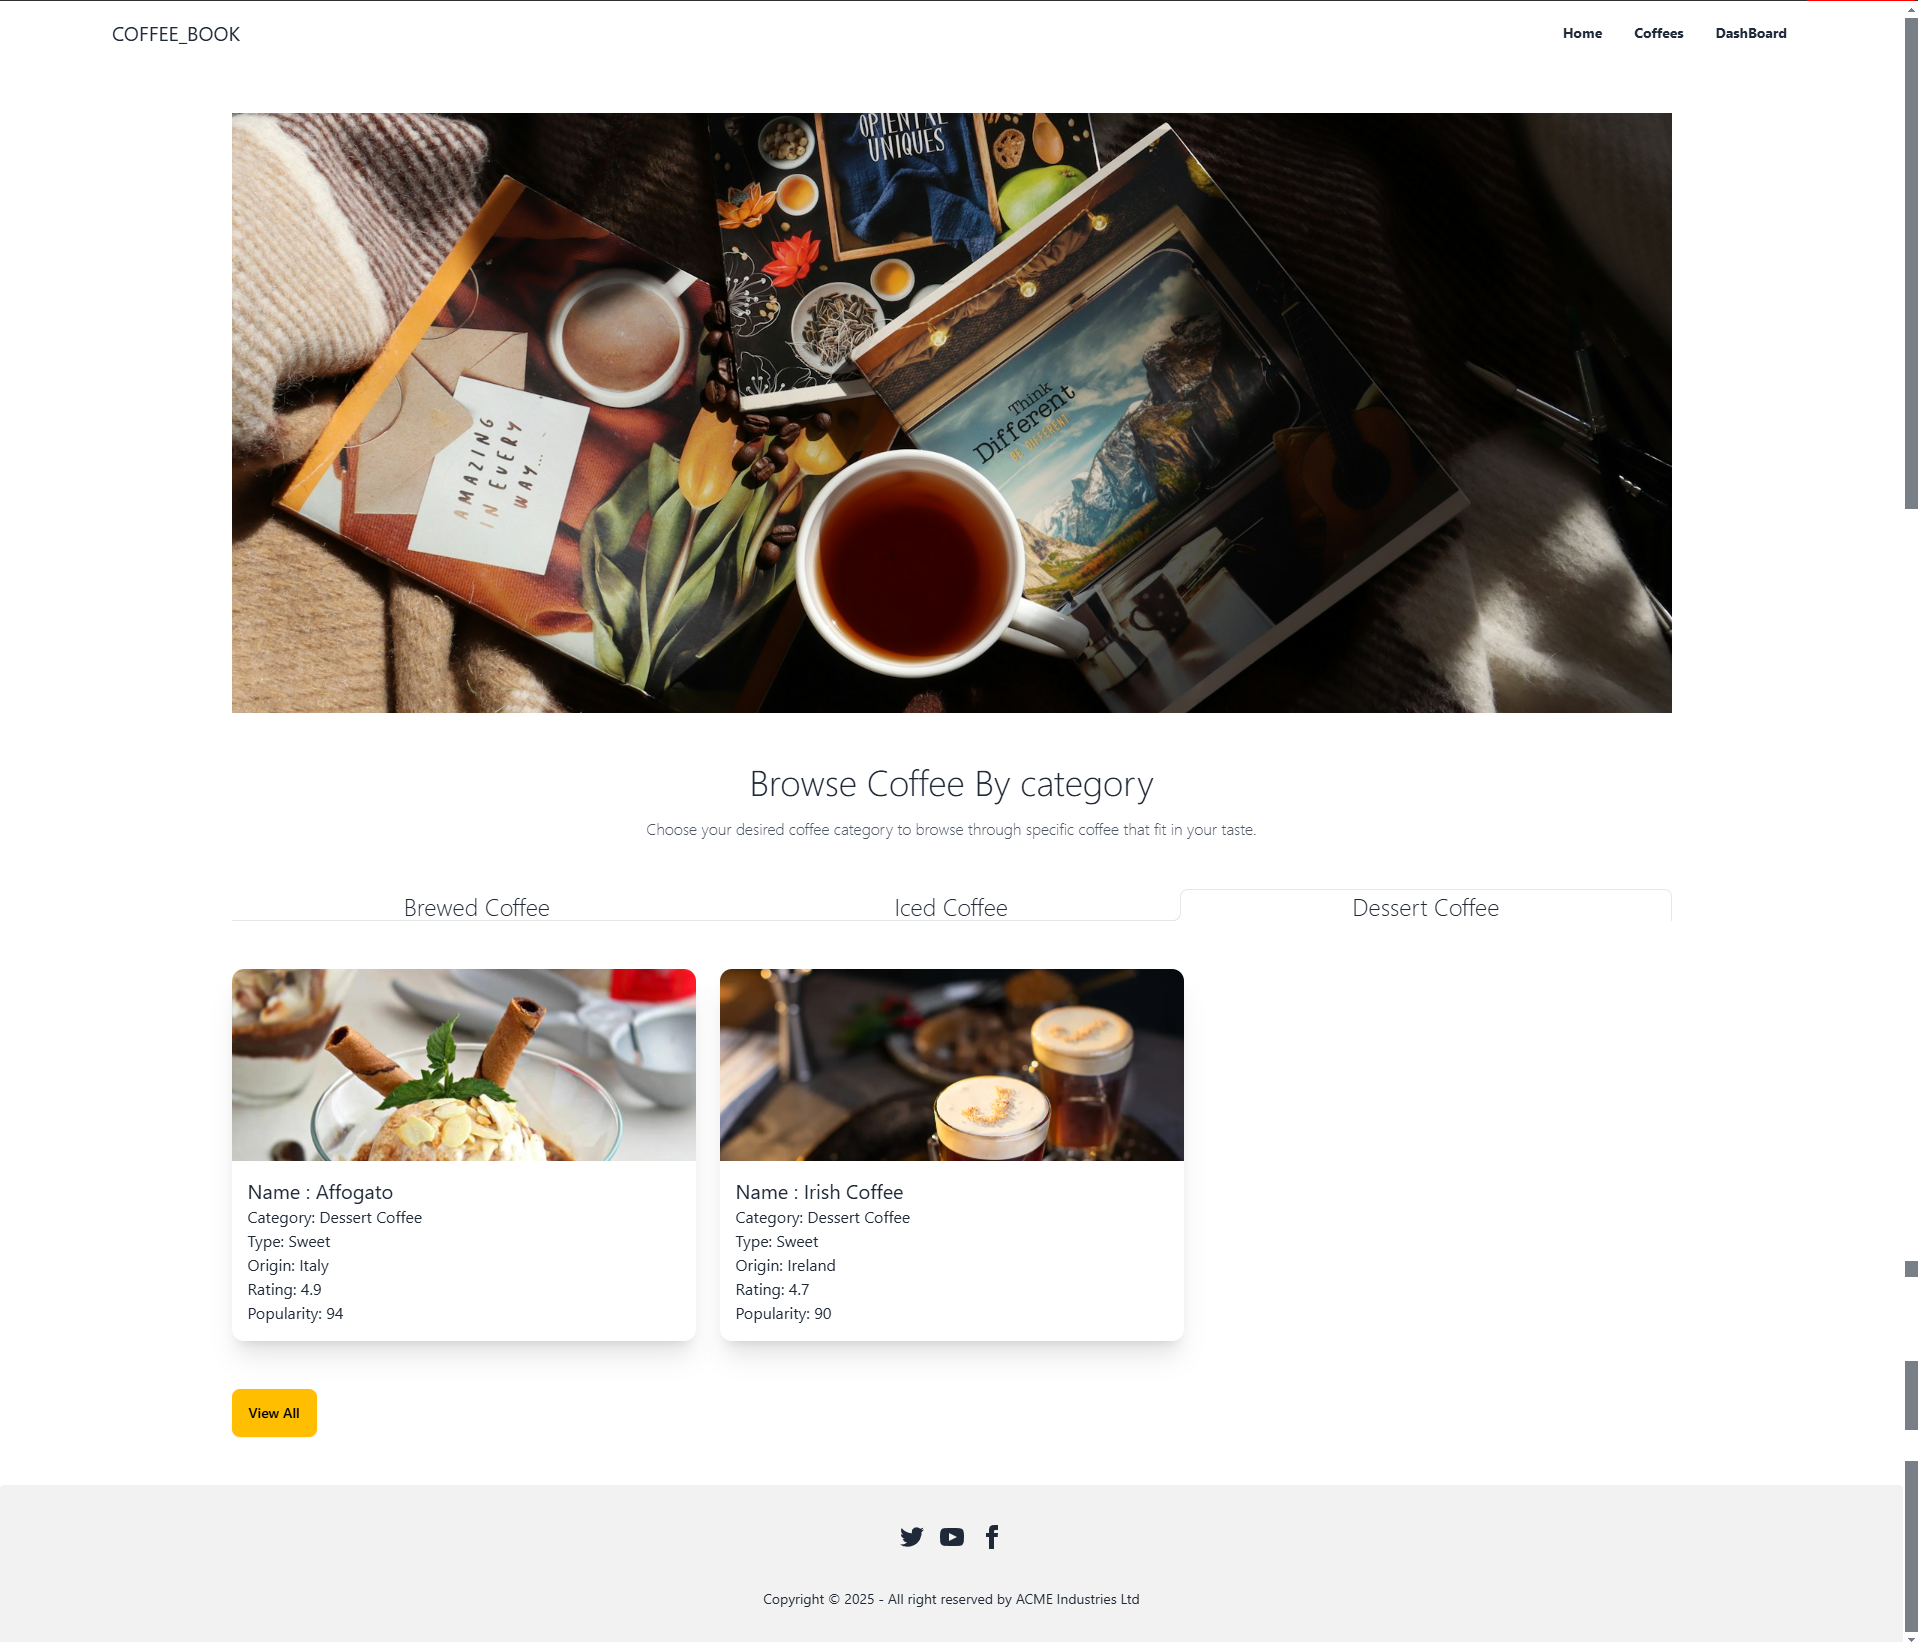 COFFEE_BOOK
Home Coffees DashBoard
ORIENTAL
UNIQUES
Think
Different
BE DIFFERENT
AMAZING
IN EVERY
WAY...
Browse Coffee By category
Choose your desired coffee category to browse through specific coffee that fit in your taste.
Brewed Coffee Iced Coffee Dessert Coffee
Name : Affogato
Category: Dessert Coffee
Type: Sweet
Origin: Italy
Rating: 4.9
Popularity: 94
Name : Irish Coffee
Category: Dessert Coffee
Type: Sweet
Origin: Ireland
Rating: 4.7
Popularity: 90
View All
Copyright © 2025 - All right reserved by ACME Industries Ltd